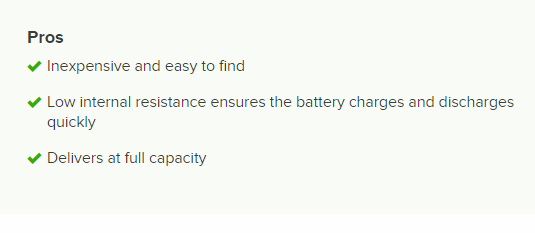 Pros
Inexpensive and easy to find
Low internal resistance ensures the battery charges and discharges
quickly
Delivers at full capacity